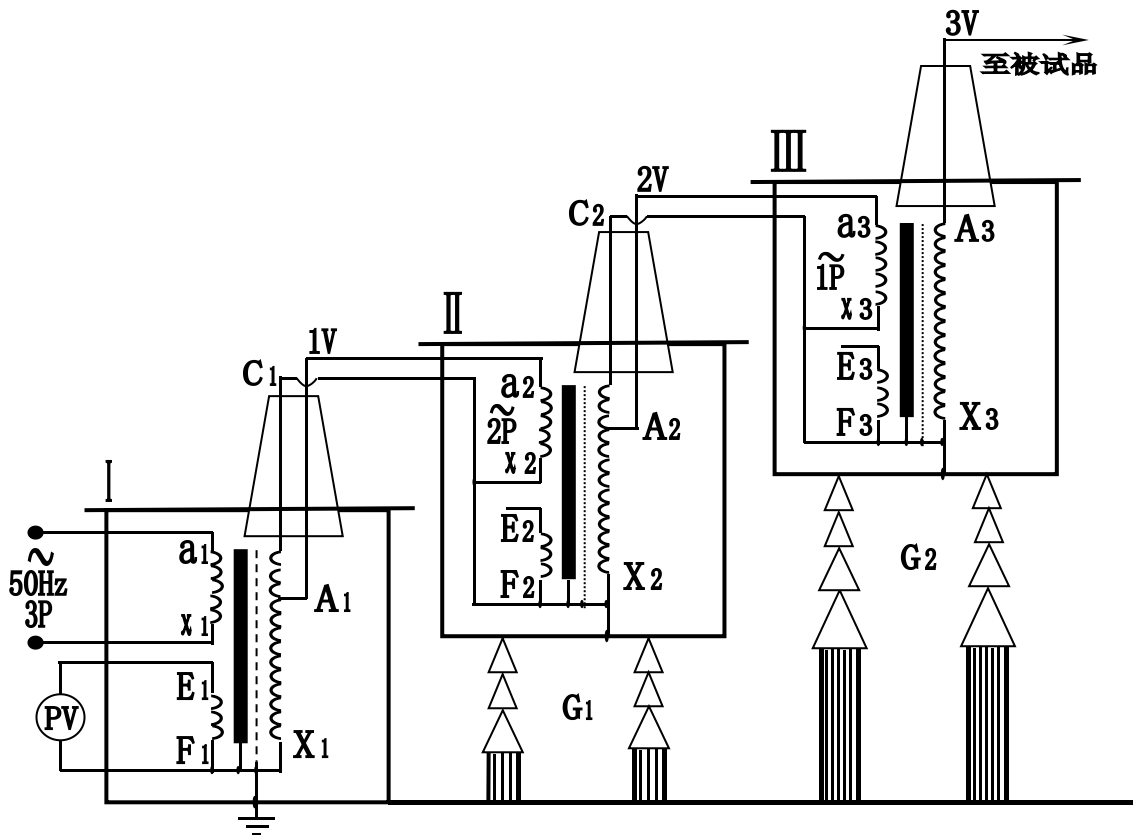 3V
至被试品
III
2V
C2
a3
A3
~
1P
x3
II
E3
1V
F3
X3
C1
a2
~
2P
A2
x2
I
E2
G2
a1
F2
X2
~
50Hz
3P
A1
x1
E1
G1
PV
F1
X1